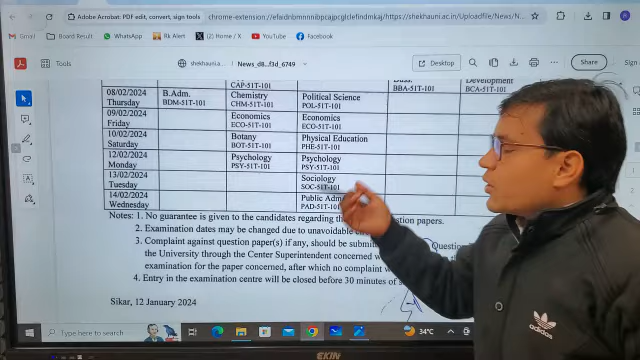 Adobe Acrobat: PDF edit, convert, sign tools
chrome-extension://efaidnbmnnnibpcajpcglclefindmkaj/https://shekhauni.ac.in/Uploadfile/News/N
Gmail
Board Result
WhatsApp
Rk Alert
(2) Home / X
YouTube
Facebook
Tools
shekhauni.ac.in
News_d8...f3d_6749
Desktop
Share
CAP-51T-101
BBA-51T-101
Development
BCA-51T-101
08/02/2024
Thursday
B.Adm.
BDM-51T-101
Chemistry
CHM-51T-101
Political Science
POL-51T-101
09/02/2024
Friday
Economics
ECO-51T-101
Economics
ECO-51T-101
10/02/2024
Saturday
Botany
BOT-51T-101
Physical Education
PHE-51T-101
12/02/2024
Monday
Psychology
PSY-51T-101
Psychology
PSY-51T-101
13/02/2024
Tuesday
Sociology
SOC-51T-101
14/02/2024
Wednesday
Public Adm
PAD-51T-101
Notes: 1. No guarantee is given to the candidates regarding the question papers.
2. Examination dates may be changed due to unavoidable
3. Complaint against question paper(s) if any, should be Question
the University through the Center Superintendent concerned
examination for the paper concerned, after which no complaint
4. Entry in the examination centre will be closed before 30 minutes of
Sikar, 12 January 2024
Type here to search
34°C
adidas
EKIN